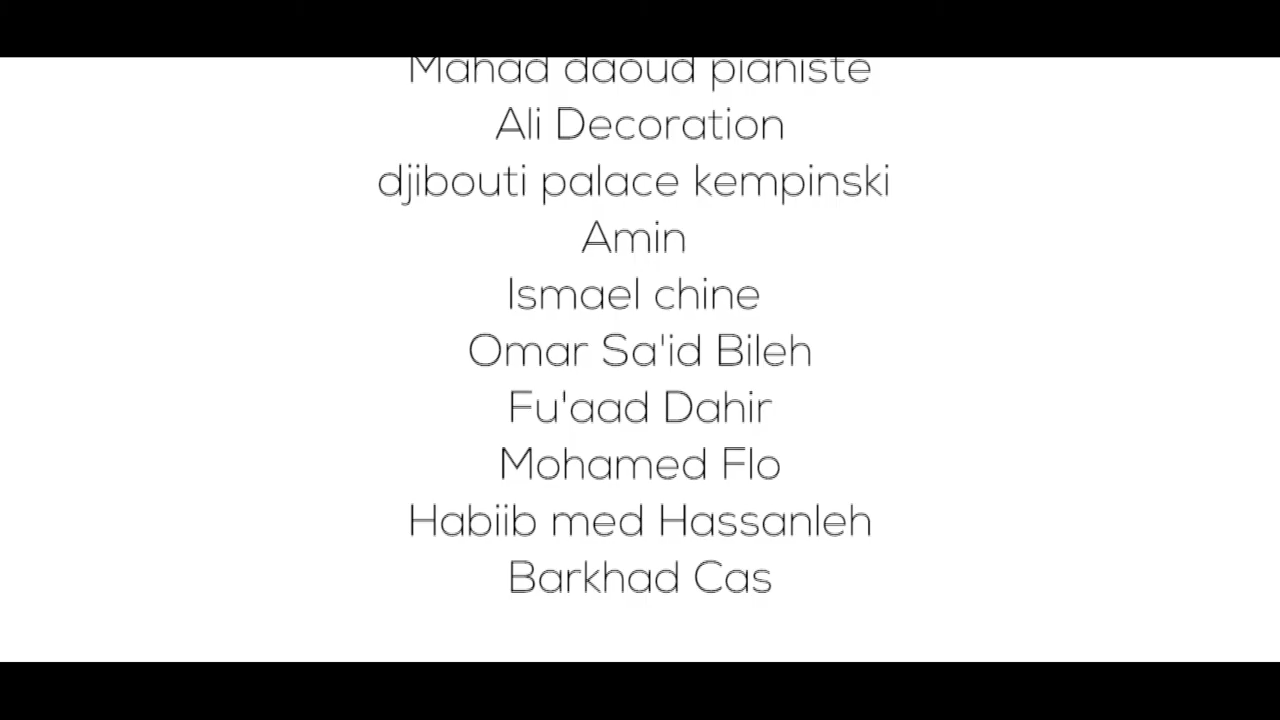 Mahad daoud pianiste
Ali Decoration
djibouti palace kempinski
Amin
Ismael chine
Omar Sa'id Bileh
Fu'aad Dahir
Mohamed Flo
Habiib med Hassanleh
Barkhad Cas